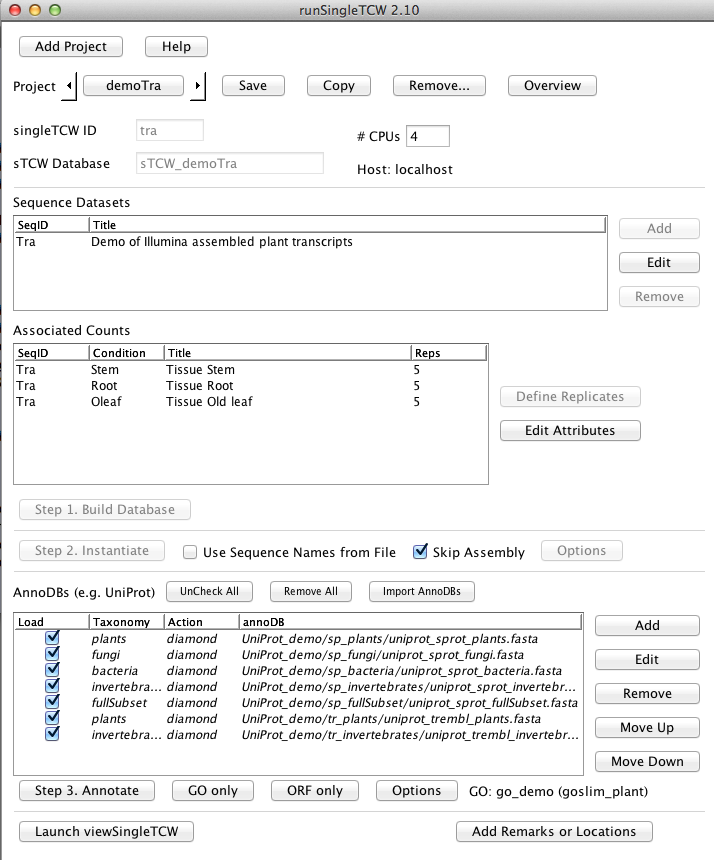 runSingleTCW 2.10
Add Project Help
Project demoTra Save Copy Remove... Overview
singleTCW ID tra # CPUs 4
sTCW Database sTCW_demoTra Host: localhost
Sequence Datasets
SeqID Title
Tra Demo of Illumina assembled plant transcripts
Add
Edit
Remove
Associated Counts
SeqID Condition Title Reps
Tra Stem Tissue Stem 5
Tra Root Tissue Root 5
Tra Oleaf Tissue Old leaf 5
Define Replicates
Edit Attributes
Step 1. Build Database
Step 2. Instantiate Use Sequence Names from File Skip Assembly Options
AnnoDBs (e.g. UniProt) UnCheck All Remove All Import AnnoDBs
Load Taxonomy Action annoDB
plants diamond UniProt_demo/sp_plants/uniprot_sprot_plants.fasta
fungi diamond UniProt_demo/sp_fungi/uniprot_sprot_fungi.fasta
bacteria diamond UniProt_demo/sp_bacteria/uniprot_sprot_bacteria.fasta
invertebra... diamond UniProt_demo/sp_invertebrates/uniprot_sprot_invertebr...
fullSubset diamond UniProt_demo/sp_fullSubset/uniprot_sprot_fullSubset.fasta
plants diamond UniProt_demo/tr_plants/uniprot_trembl_plants.fasta
invertebra... diamond UniProt_demo/tr_invertebrates/uniprot_trembl_invertebr...
Add
Edit
Remove
Move Up
Move Down
Step 3. Annotate GO only ORF only Options GO: go_demo (goslim_plant)
Launch viewSingleTCW Add Remarks or Locations